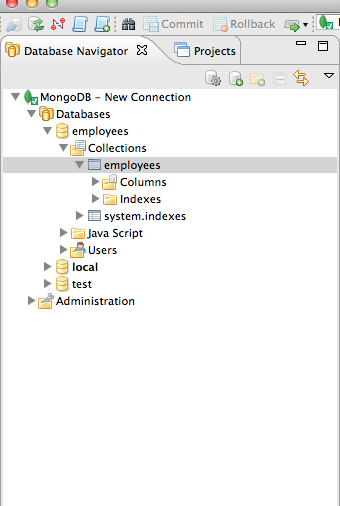 Commit Rollback
Database Navigator Projects
MongoDB - New Connection
Databases
employees
Collections
employees
Columns
Indexes
system.indexes
Java Script
Users
local
test
Administration